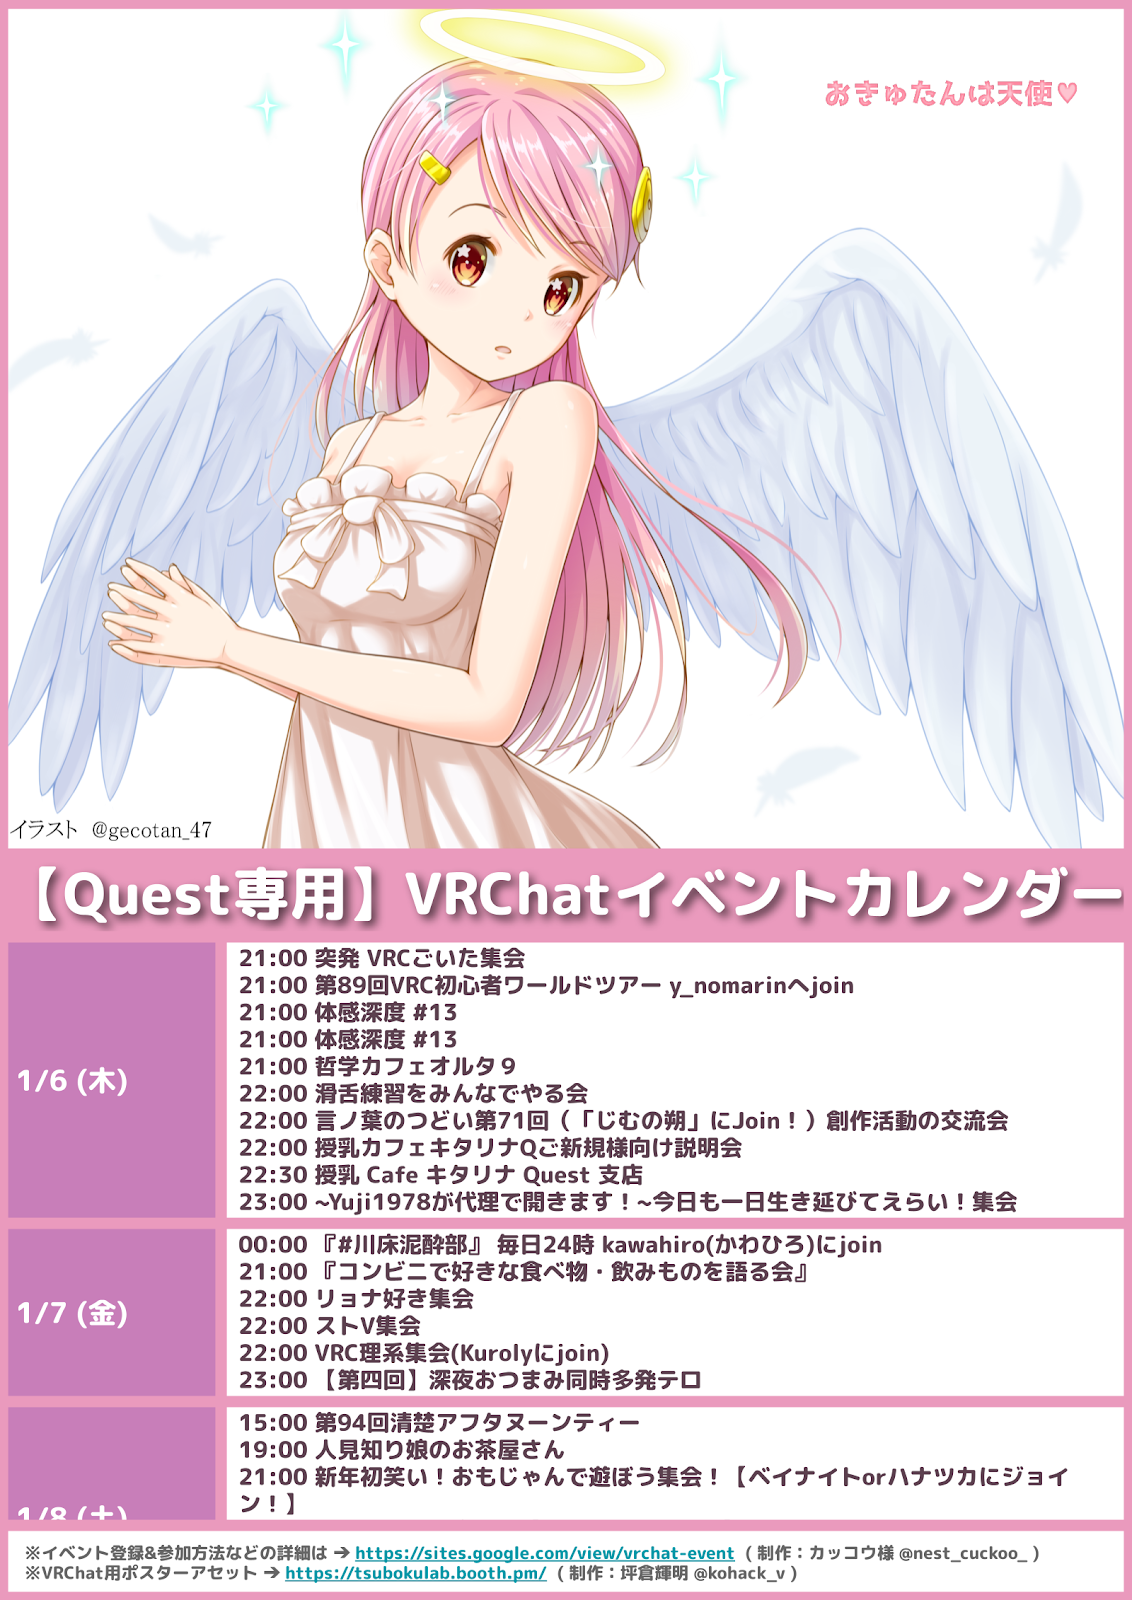 おきゅたんは天使♥
イラスト @gecotan_47
【Quest専用】VRChatイベントカレンダー
1/6 (木)
21:00 突発 VRCごいた集会
21:00 第89回VRC初心者ワールドツアー y_nomarinへjoin
21:00 体感深度 #13
21:00 体感深度 #13
21:00 哲学カフェオルタ９
22:00 滑舌練習をみんなでやる会
22:00 言ノ葉のつどい第71回（「じむの朔」にJoin！）創作活動の交流会
22:00 授乳カフェキタリナQご新規様向け説明会
22:30 授乳 Cafe キタリナ Quest 支店
23:00 ~Yuji1978が代理で開きます！~今日も一日生き延びてえらい！集会
1/7 (金)
00:00 『#川床泥酔部』 毎日24時 kawahiro(かわひろ)にjoin
21:00 『コンビニで好きな食べ物・飲みものを語る会』
22:00 リョナ好き集会
22:00 ストV集会
22:00 VRC理系集会(Kurolyにjoin)
23:00 【第四回】深夜おつまみ同時多発テロ
1/8 (土)
15:00 第94回清楚アフタヌーンティー
19:00 人見知り娘のお茶屋さん
21:00 新年初笑い！おもじゃんで遊ぼう集会！【ベイナイトorハナツカにジョイ
ン！】
※イベント登録&参加方法などの詳細は → https://sites.google.com/view/vrchat-event ( 制作：カッコウ様 @nest_cuckoo_ )
※VRChat用ポスターアセット → https://tsubokulab.booth.pm/ ( 制作：坪倉輝明 @kohack_v )